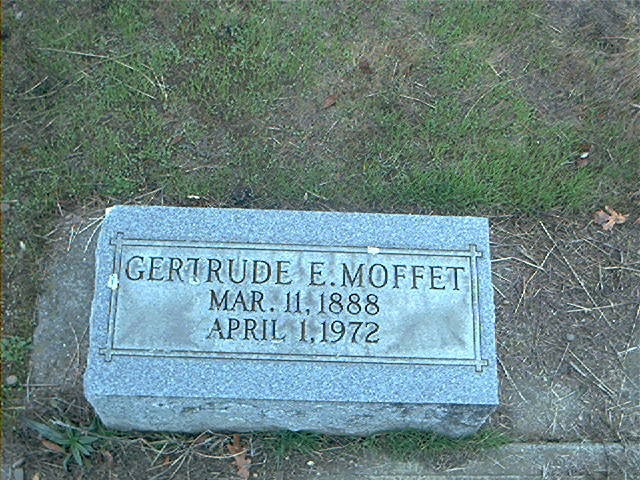 GERTRUDE E. MOFFET
MAR. 11, 1888
APRIL 1, 1972